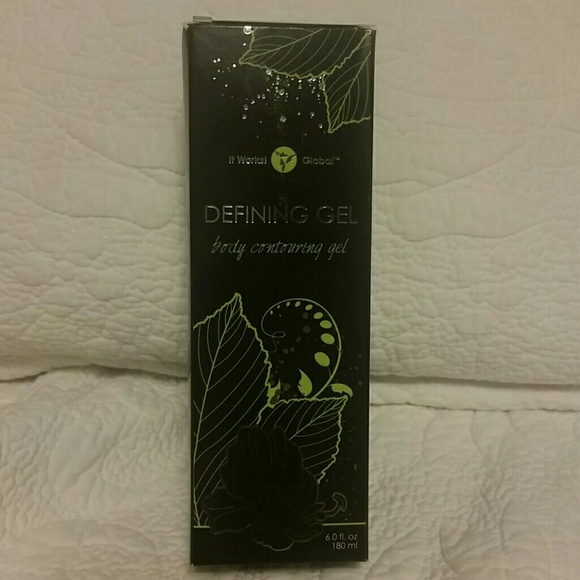 It Works! Global™
DEFINING GEL
body contouring gel
6.0 fl. oz
180 ml